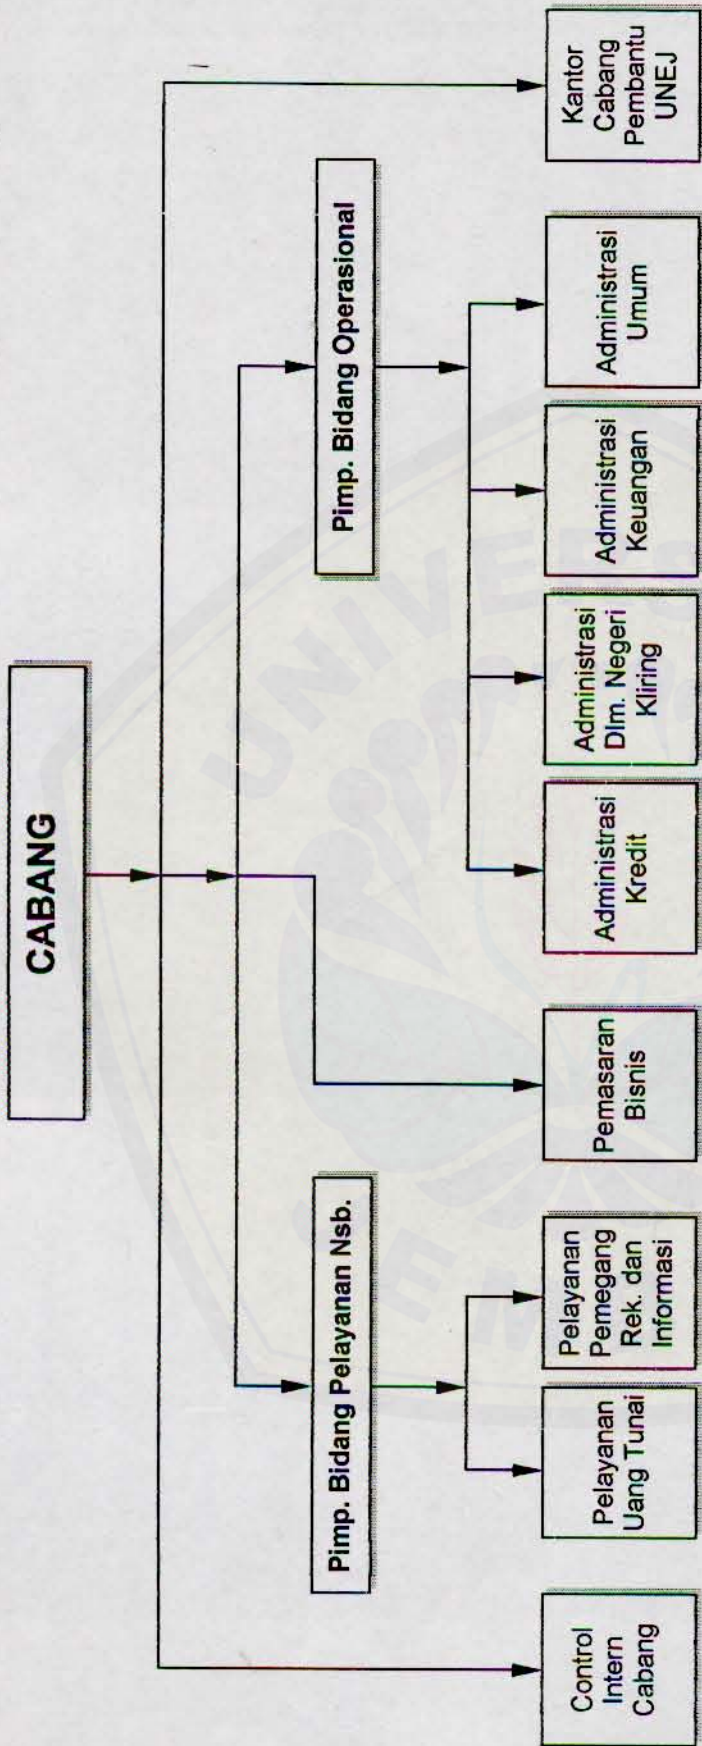 CABANG
Pimp. Bidang Pelayanan Nsb.
Pimp. Bidang Operasional
Control
Intern
Cabang
Pelayanan
Uang Tunai
Pelayanan
Pemegang
Rek. dan
Informasi
Pemasaran
Bisnis
Administrasi
Kredit
Administrasi
Dlm. Negeri
Kliring
Administrasi
Keuangan
Administrasi
Umum
Kantor
Cabang
Pembantu
UNEJ